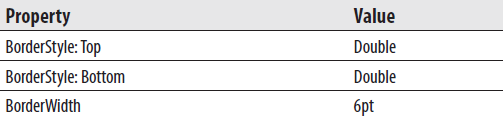 Property Value
BorderStyle: Top Double
BorderStyle: Bottom Double
BorderWidth 6pt